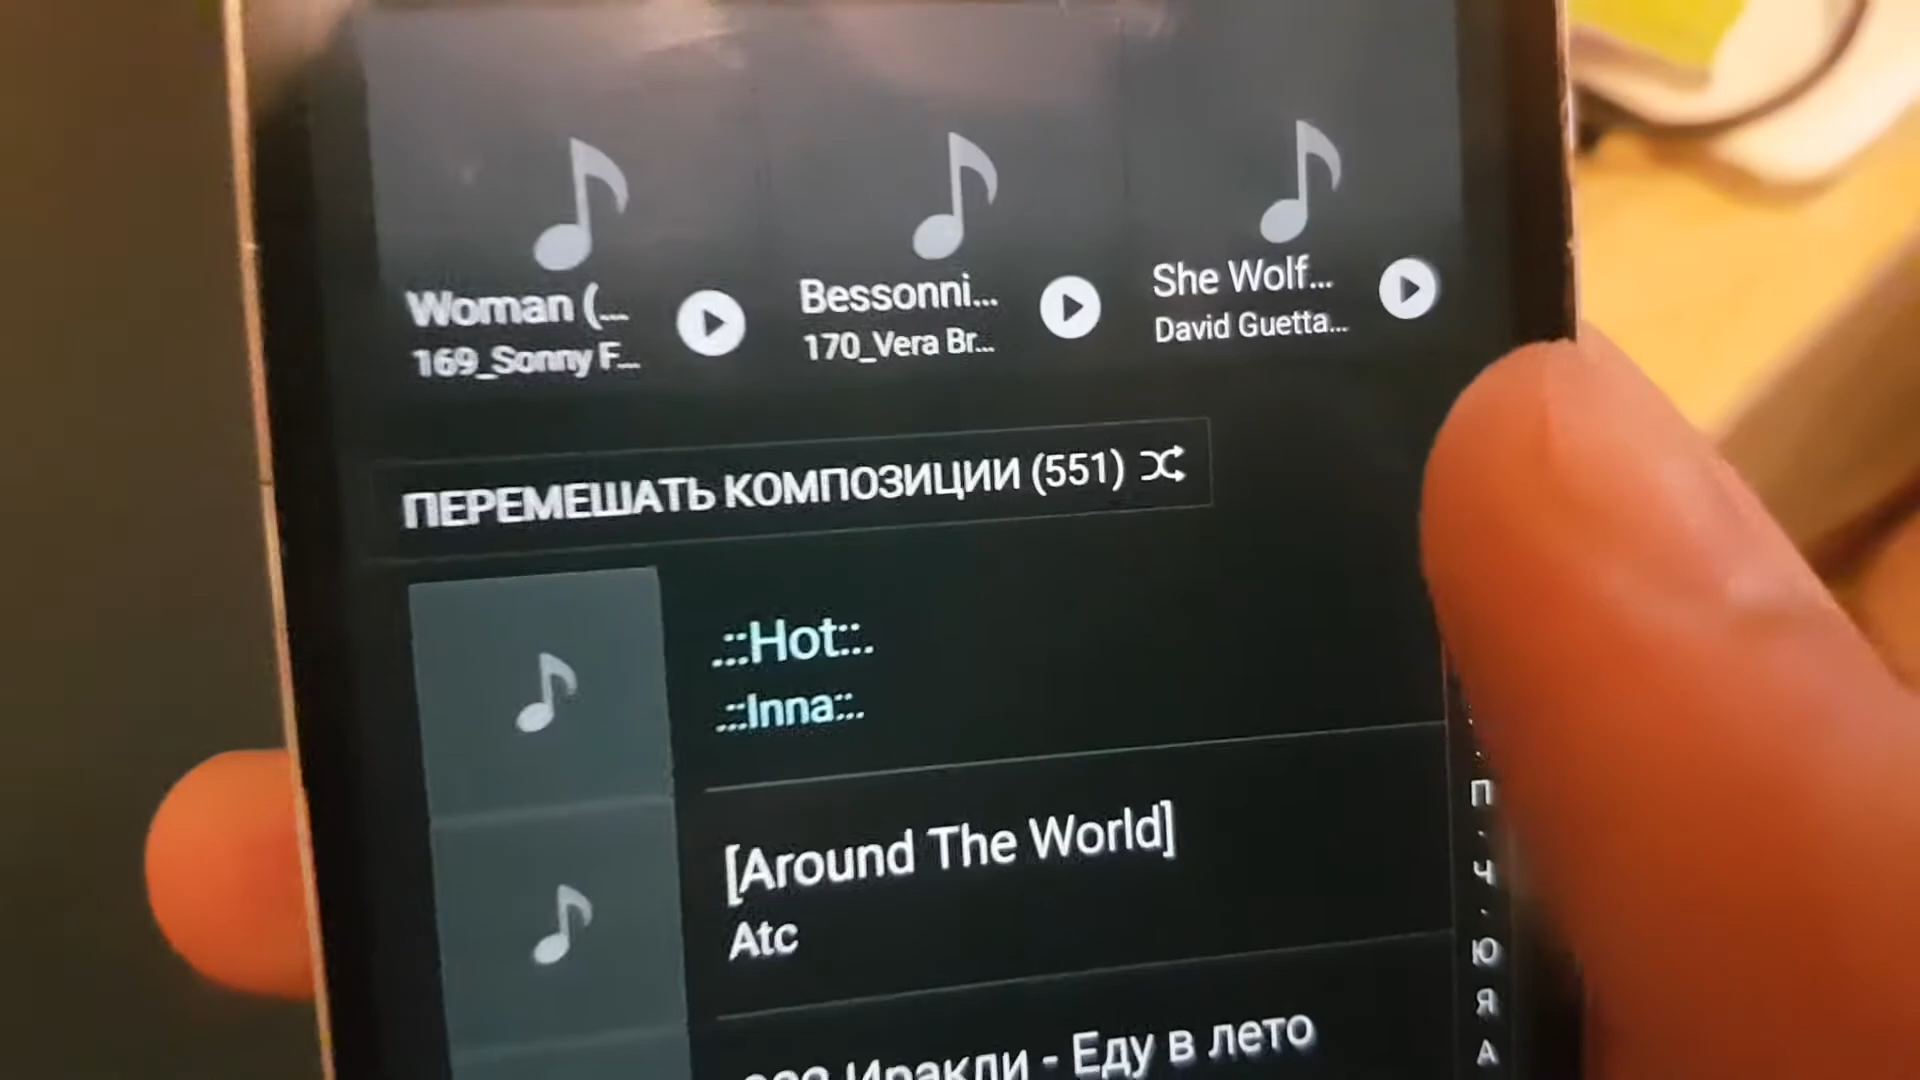 Woman (...
169_Sonny F...
Bessonni...
170_Vera Br...
She Wolf...
David Guetta...
ПЕРЕМЕШАТЬ КОМПОЗИЦИИ (551)
.::Hot::.
.::Inna::.
[Around The World]
Atc
Иракли - Еду в лето
П
.
Ч
.
Ю
Я
A